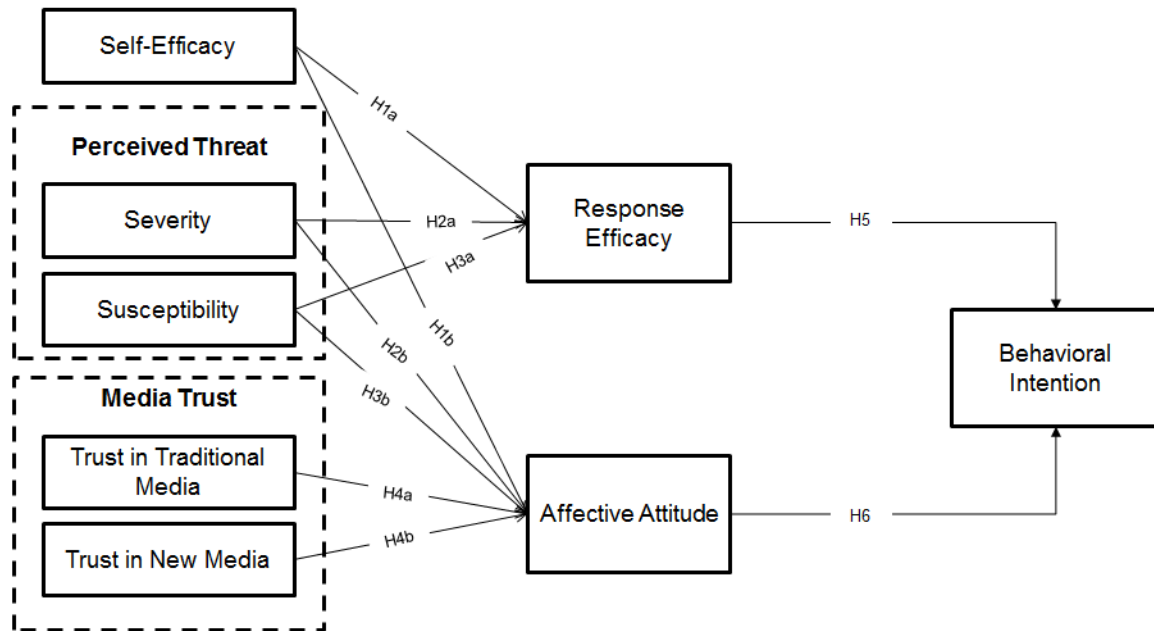 Self-Efficacy
H1a
Perceived Threat
Severity
H2a
Response
Efficacy
H5
H3a
Susceptibility
H1b
H2b
H3b
Behavioral
Intention
Media Trust
Trust in Traditional
Media
H4a
Affective Attitude
H6
H4b
Trust in New Media